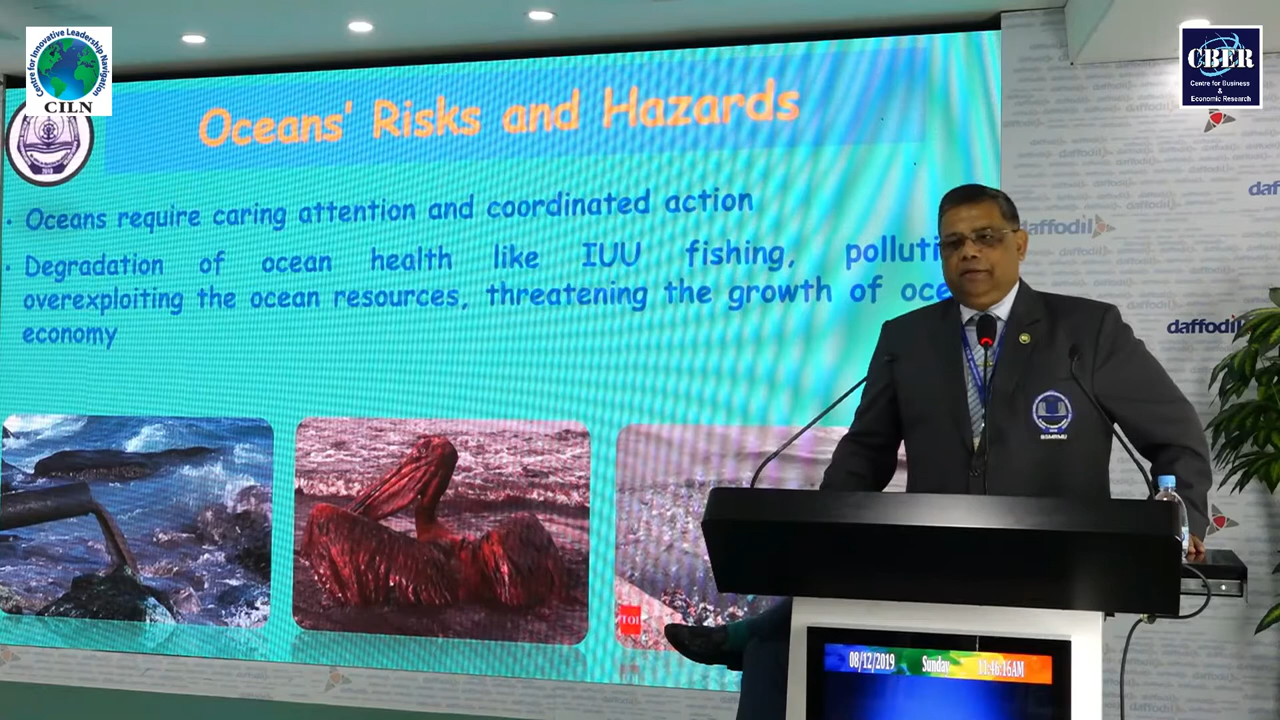 Centre for Innovative Leadership Navigation
CILN
CBER
Centre for Business
&
Economic Research
Oceans' Risks and Hazards
• Oceans require caring attention and coordinated action
• Degradation of ocean health like IUU fishing,
overexploiting the ocean resources, threatening the growth of
economy
daffodil
daffodil
daffodil
BSMRMU
TOI
08/12/2019 Sunday 11:46:16AM